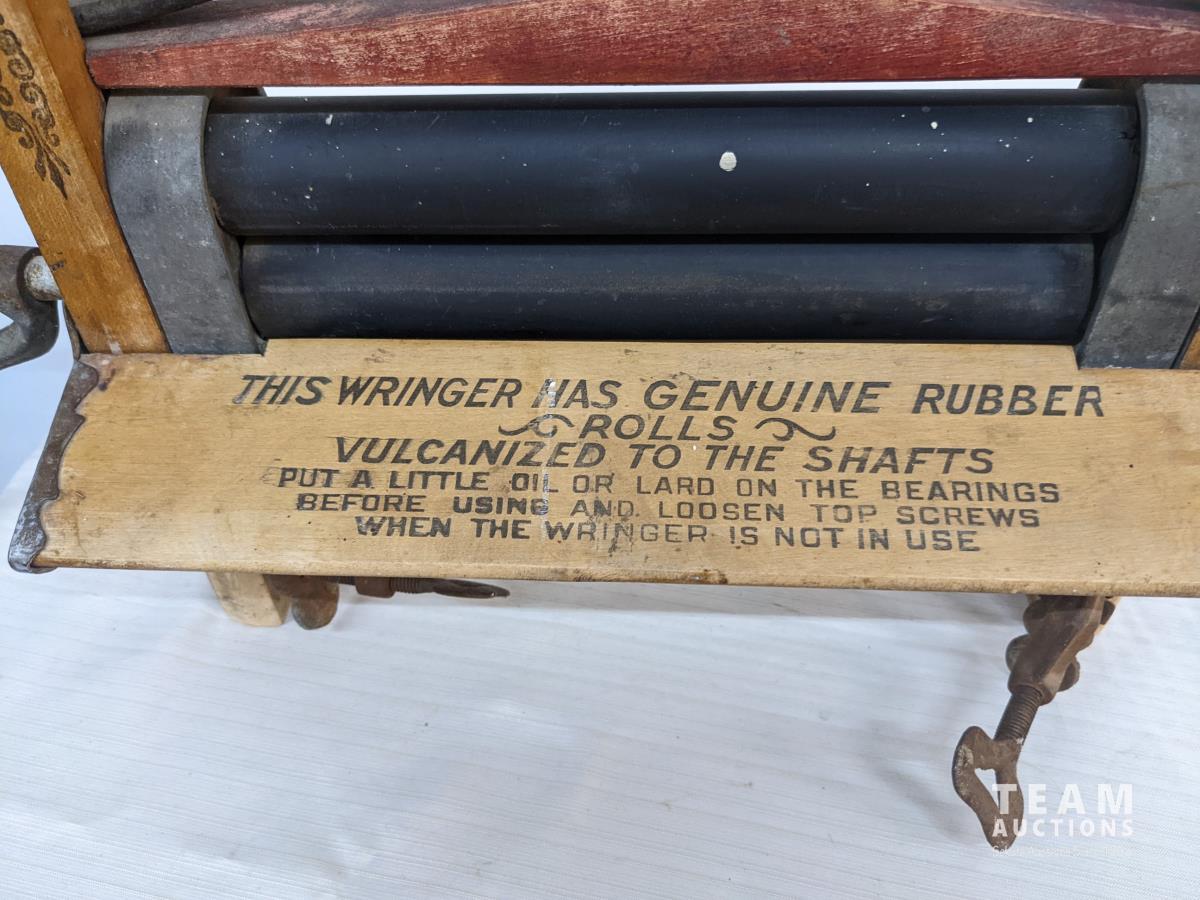 THIS WRINGER HAS GENUINE RUBBER
ROLLS
VULCANIZED TO THE SHAFTS
PUT A LITTLE OIL OR LARD ON THE BEARINGS
BEFORE USING AND LOOSEN TOP SCREWS
WHEN THE WRINGER IS NOT IN USE
TEAM
AUCTIONS